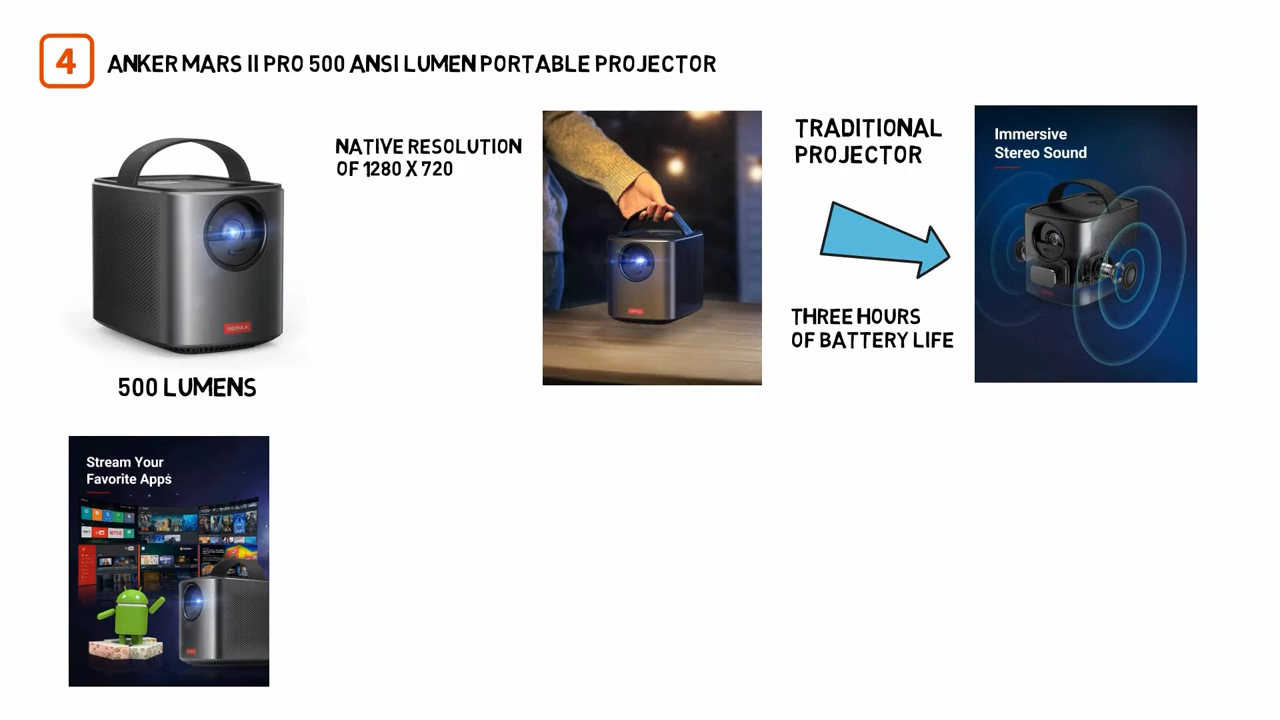 4
ANKER MARS II PRO 500 ANSI LUMEN PORTABLE PROJECTOR
NEBULA
500 LUMENS
NATIVE RESOLUTION
OF 1280 X 720
TRADITIONAL
PROJECTOR
THREE HOURS
OF BATTERY LIFE
Immersive
Stereo Sound
Stream Your
Favorite Apps